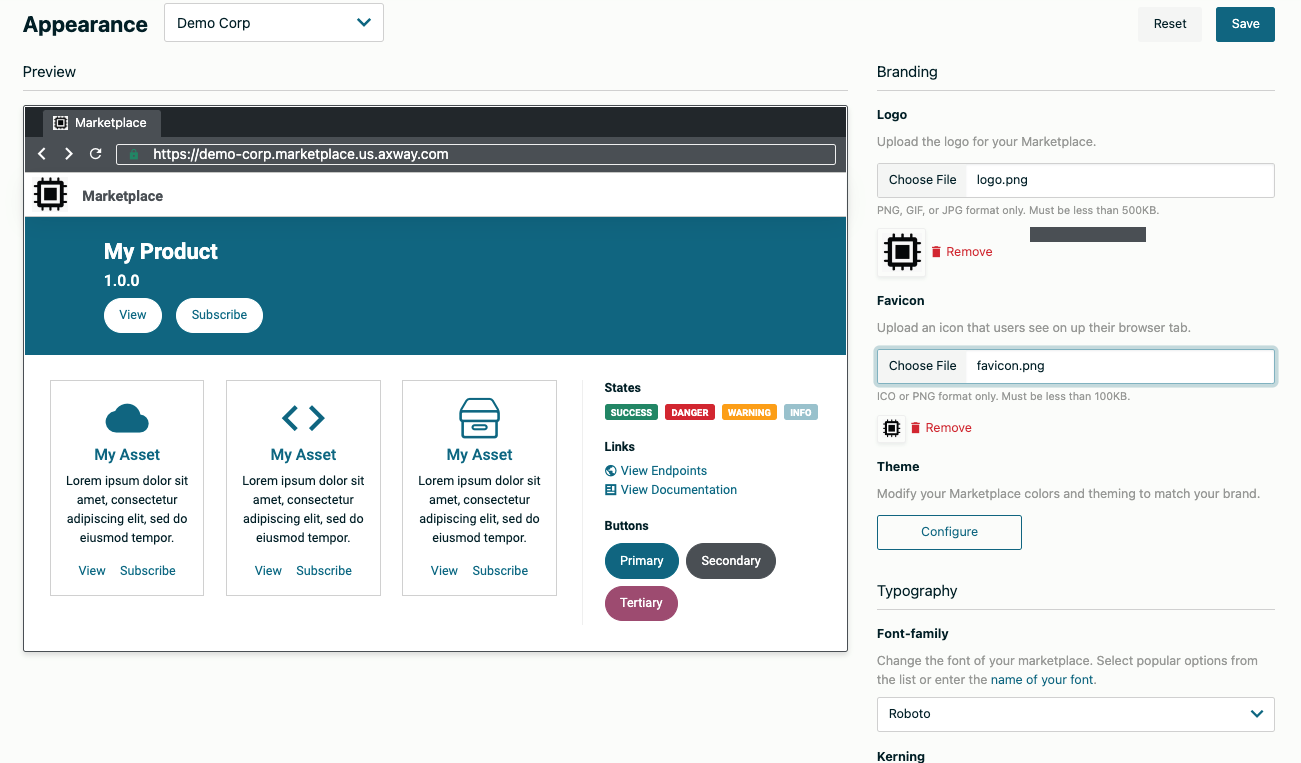 Appearance
Demo Corp
Reset
Save
Preview
Marketplace
https://demo-corp.marketplace.us.axway.com
Marketplace
My Product
1.0.0
View
Subscribe
My Asset
Lorem ipsum dolor sit
amet, consectetur
adipiscing elit, sed do
eiusmod tempor.
View Subscribe
My Asset
Lorem ipsum dolor sit
amet, consectetur
adipiscing elit, sed do
eiusmod tempor.
View Subscribe
My Asset
Lorem ipsum dolor sit
amet, consectetur
adipiscing elit, sed do
eiusmod tempor.
View Subscribe
States
SUCCESS DANGER WARNING INFO
Links
View Endpoints
View Documentation
Buttons
Primary Secondary
Tertiary
Branding
Logo
Upload the logo for your Marketplace.
Choose File logo.png
PNG, GIF, or JPG format only. Must be less than 500KB.
Remove
Favicon
Upload an icon that users see on up their browser tab.
Choose File favicon.png
ICO or PNG format only. Must be less than 100KB.
Remove
Theme
Modify your Marketplace colors and theming to match your brand.
Configure
Typography
Font-family
Change the font of your marketplace. Select popular options from
the list or enter the name of your font.
Roboto
Kerning